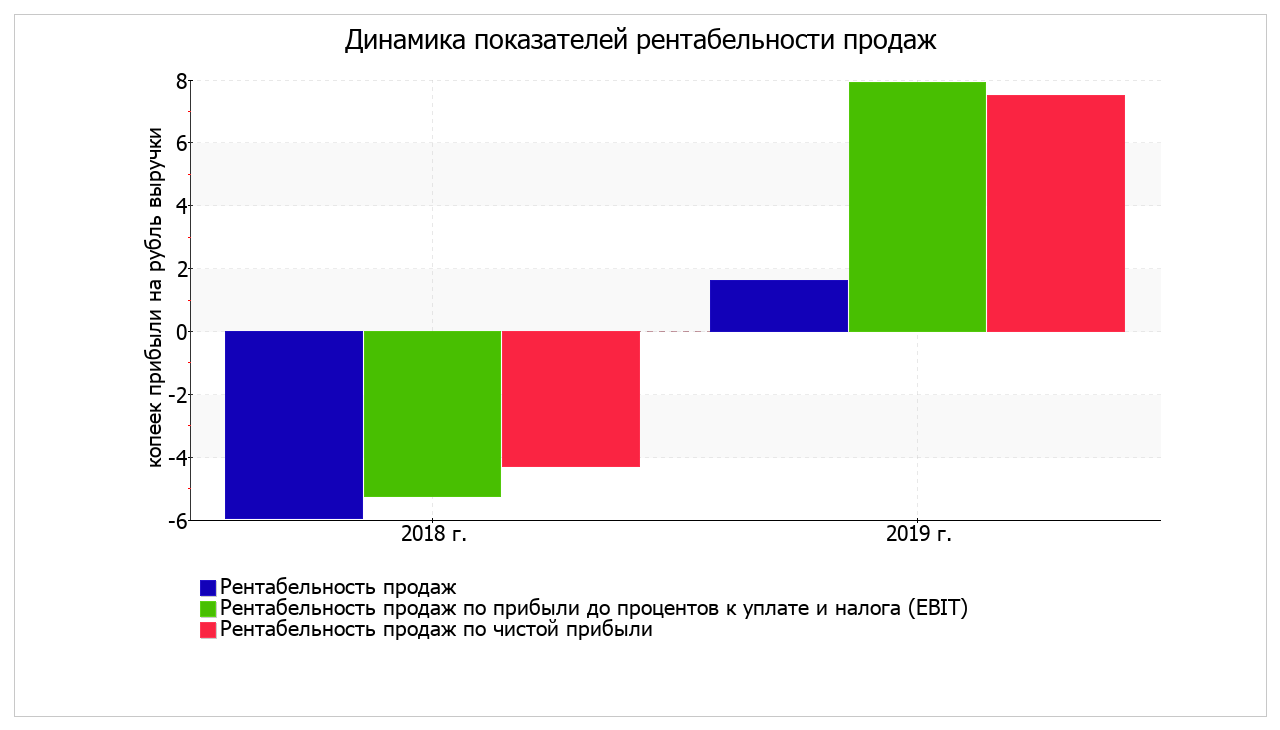 Динамика показателей рентабельности продаж
копеек прибыли на рубль выручки
8
6
4
2
0
-2
-4
-6
2018 г.
2019 г.
Рентабельность продаж
Рентабельность продаж по прибыли до процентов к уплате и налога (EBIT)
Рентабельность продаж по чистой прибыли